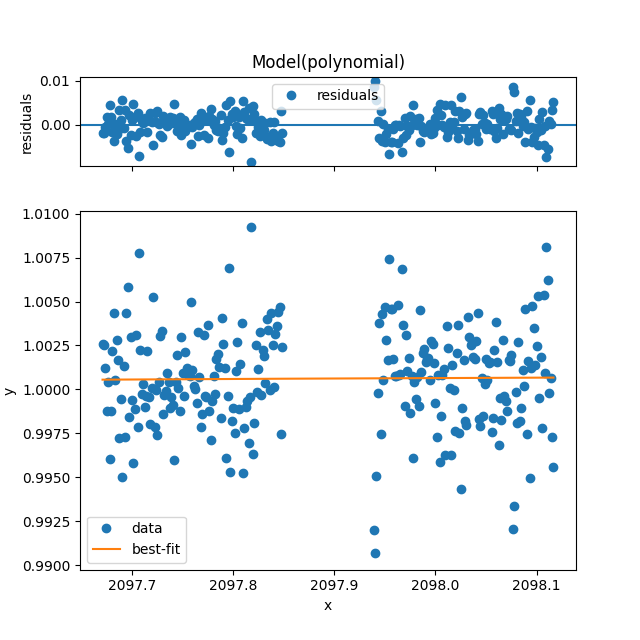 Model(polynomial)
0.01
0.00
residuals
residuals
1.0100
1.0075
1.0050
1.0025
1.0000
0.9975
0.9950
0.9925
0.9900
y
data
best-fit
2097.7 2097.8 2097.9 2098.0 2098.1
x